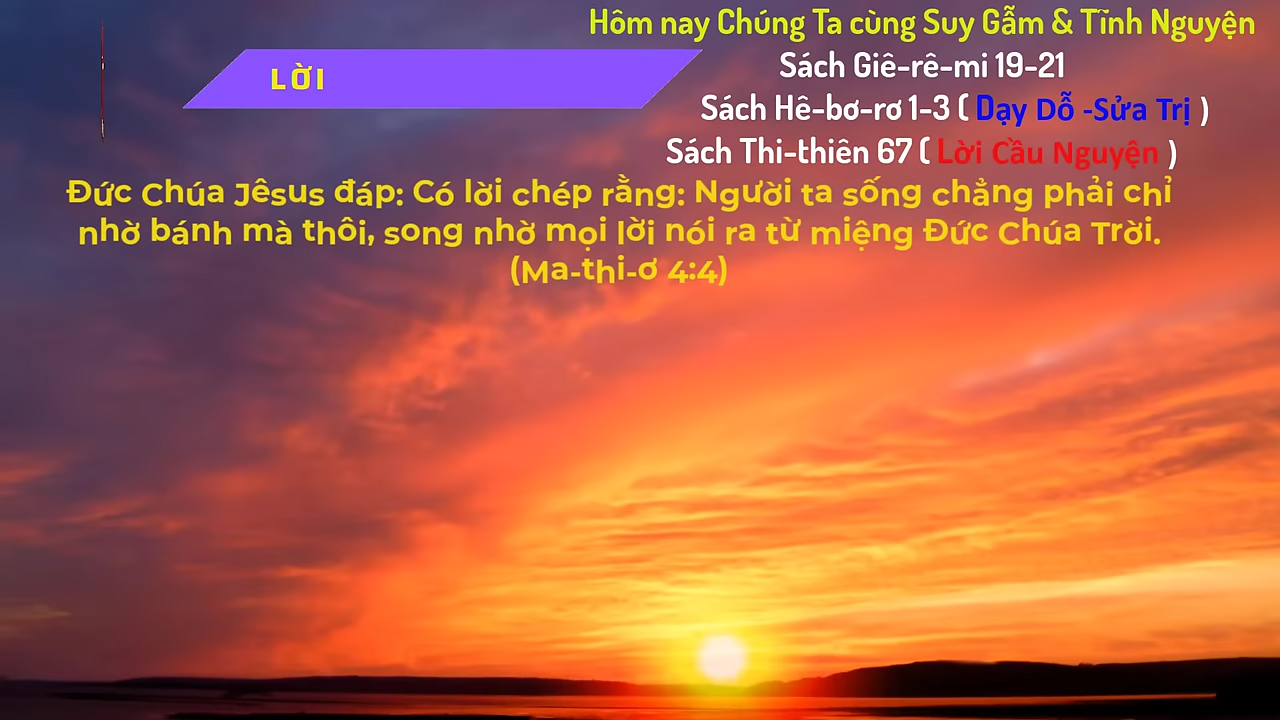 Hôm nay Chúng Ta cùng Suy Gẫm & Tĩnh Nguyện
LỜI
Sách Giê-rê-mi 19-21
Sách Hê-bơ-rơ 1-3 ( Dạy Dỗ -Sửa Trị )
Sách Thi-thiên 67 ( Lời Cầu Nguyện )
Đức Chúa Jêsus đáp: Có lời chép rằng: Người ta sống chẳng phải chỉ
nhờ bánh mà thôi, song nhờ mọi lời nói ra từ miệng Đức Chúa Trời.
(Ma-thi-ơ 4:4)